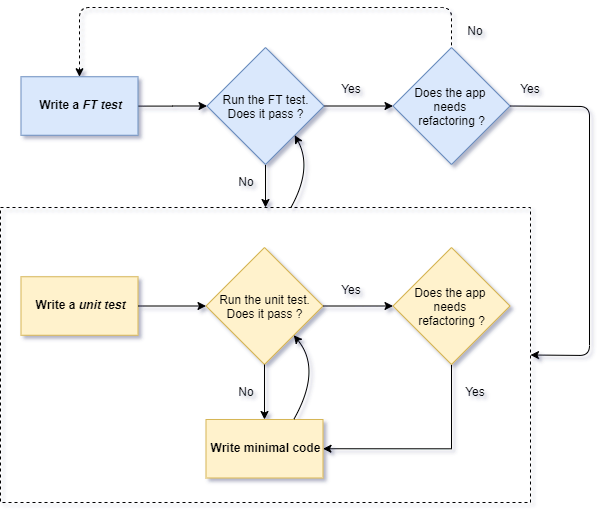 No
Write a FT test
Run the FT test.
Does it pass ?
Yes
Does the app
needs
refactoring ?
Yes
No
Write a unit test
Run the unit test.
Does it pass ?
Yes
Does the app
needs
refactoring ?
No
Yes
Write minimal code